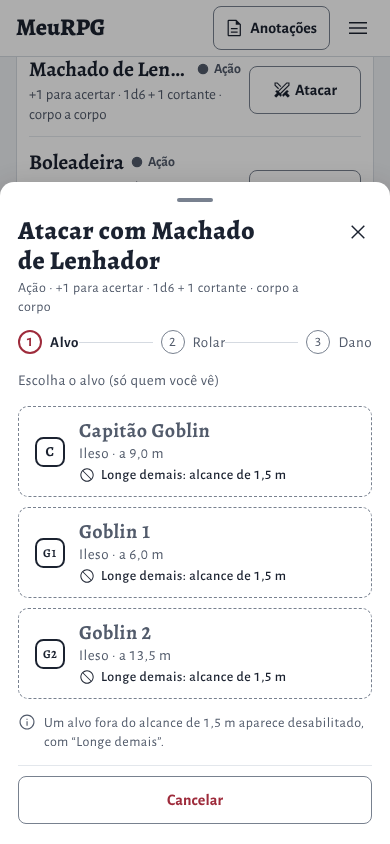 MeuRPG
Anotações
Machado de Len... Ação
+1 para acertar · 1d6 + 1 cortante ·
corpo a corpo
Atacar
Boleadeira Ação
Atacar com Machado
de Lenhador
Ação · +1 para acertar · 1d6 + 1 cortante · corpo a
corpo
1 Alvo 2 Rolar 3 Dano
Escolha o alvo (só quem você vê)
C
Capitão Goblin
Ileso · a 9,0 m
Longe demais: alcance de 1,5 m
G1
Goblin 1
Ileso · a 6,0 m
Longe demais: alcance de 1,5 m
G2
Goblin 2
Ileso · a 13,5 m
Longe demais: alcance de 1,5 m
Um alvo fora do alcance de 1,5 m aparece desabilitado,
com “Longe demais”.
Cancelar